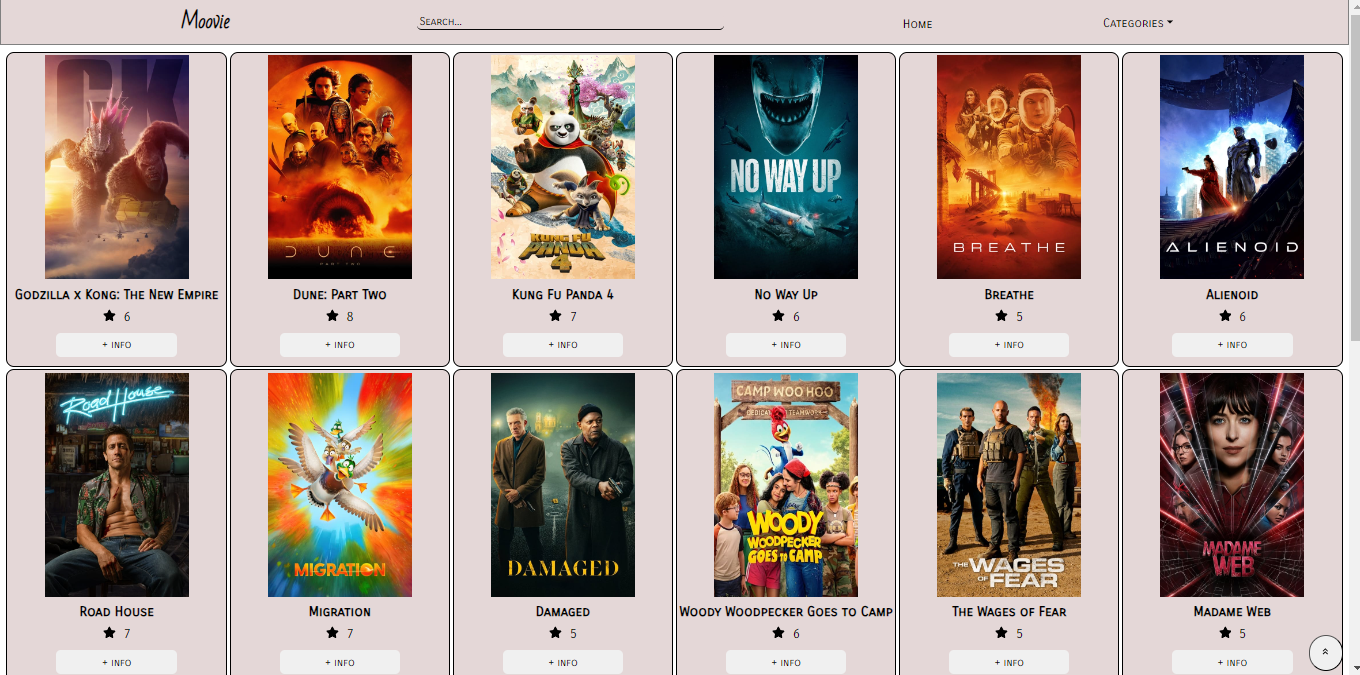 Moovie
Search...
Home
Categories
GK
DUNE
PART TWO
KUNG FU
PANDA
4
NO WAY UP
BREATHE
ALIENOID
Godzilla x Kong: The New Empire
Dune: Part Two
Kung Fu Panda 4
No Way Up
Breathe
Alienoid
6
8
7
6
5
6
+ INFO
+ INFO
+ INFO
+ INFO
+ INFO
+ INFO
Road House
MIGRATION
DAMAGED
CAMP WOO HOO
DEDICATED TEAMWORK
WOODY
WOODPECKER
GOES TO CAMP
THE WAGES
OF FEAR
MADAME
WEB
Road House
Migration
Damaged
Woody Woodpecker Goes to Camp
The Wages of Fear
Madame Web
7
7
5
6
5
5
+ INFO
+ INFO
+ INFO
+ INFO
+ INFO
+ INFO